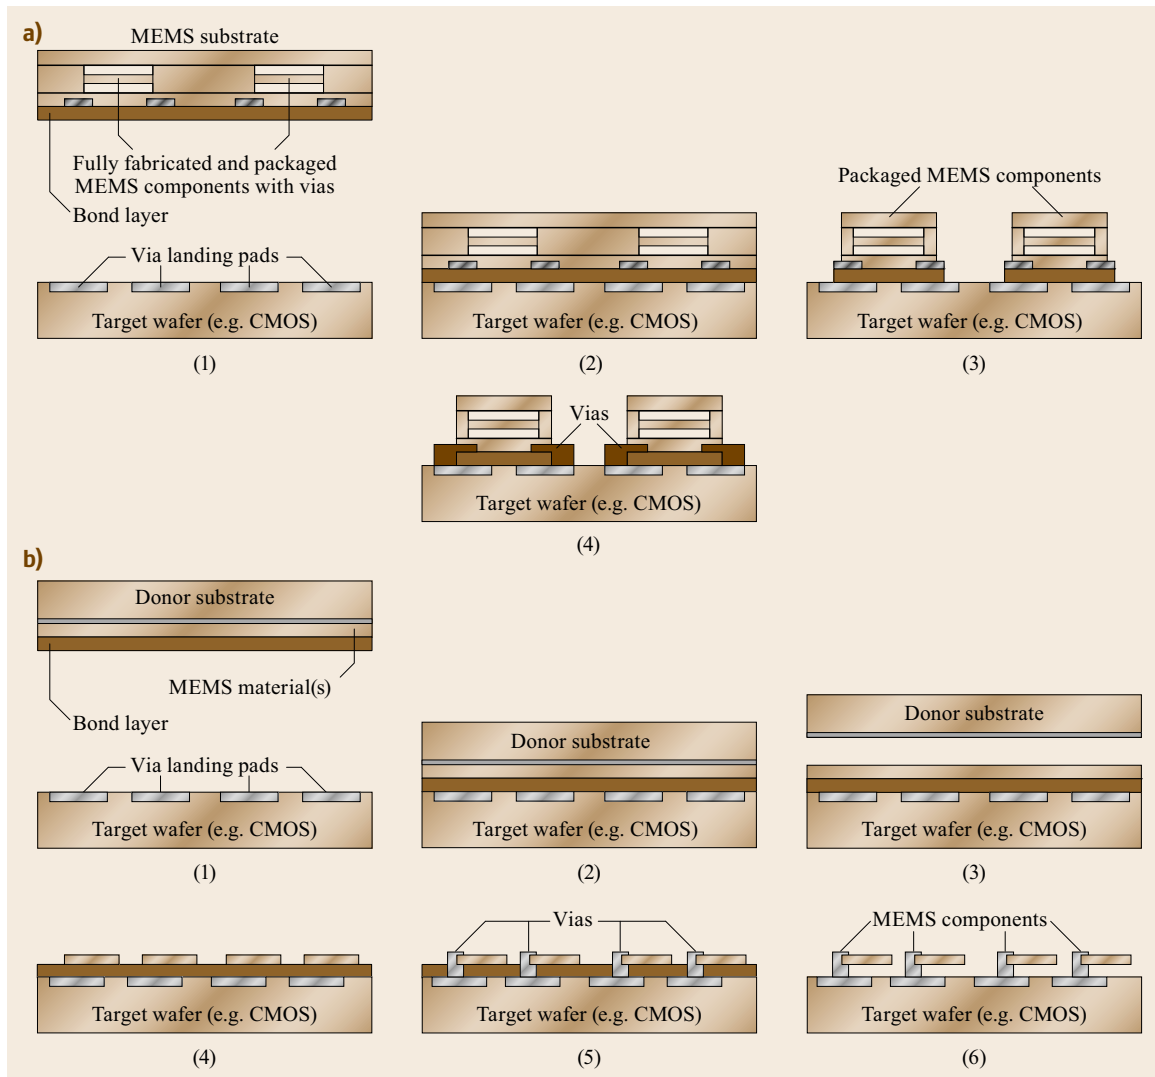 a)
MEMS substrate
Fully fabricated and packaged
MEMS components with vias
Bond layer
Via landing pads
Target wafer (e.g. CMOS)
(1)
Target wafer (e.g. CMOS)
(2)
Packaged MEMS components
Target wafer (e.g. CMOS)
(3)
Vias
Target wafer (e.g. CMOS)
(4)
b)
Donor substrate
MEMS material(s)
Bond layer
Via landing pads
Target wafer (e.g. CMOS)
(1)
Donor substrate
Target wafer (e.g. CMOS)
(2)
Donor substrate
Target wafer (e.g. CMOS)
(3)
Target wafer (e.g. CMOS)
(4)
Vias
Target wafer (e.g. CMOS)
(5)
MEMS components
Target wafer (e.g. CMOS)
(6)